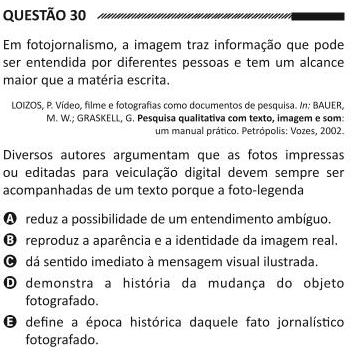 QUESTÃO 30
Em fotojornalismo, a imagem traz informação que pode
ser entendida por diferentes pessoas e tem um alcance
maior que a matéria escrita.
LOIZOS, P. Vídeo, filme e fotografias como documentos de pesquisa. In: BAUER,
M. W.; GRASKELL, G. Pesquisa qualitativa com texto, imagem e som:
um manual prático. Petrópolis: Vozes, 2002.
Diversos autores argumentam que as fotos impressas
ou editadas para veiculação digital devem sempre ser
acompanhadas de um texto porque a foto-legenda
A reduz a possibilidade de um entendimento ambíguo.
B reproduz a aparência e a identidade da imagem real.
C dá sentido imediato à mensagem visual ilustrada.
D demonstra a história da mudança do objeto
fotografado.
E define a época histórica daquele fato jornalístico
fotografado.